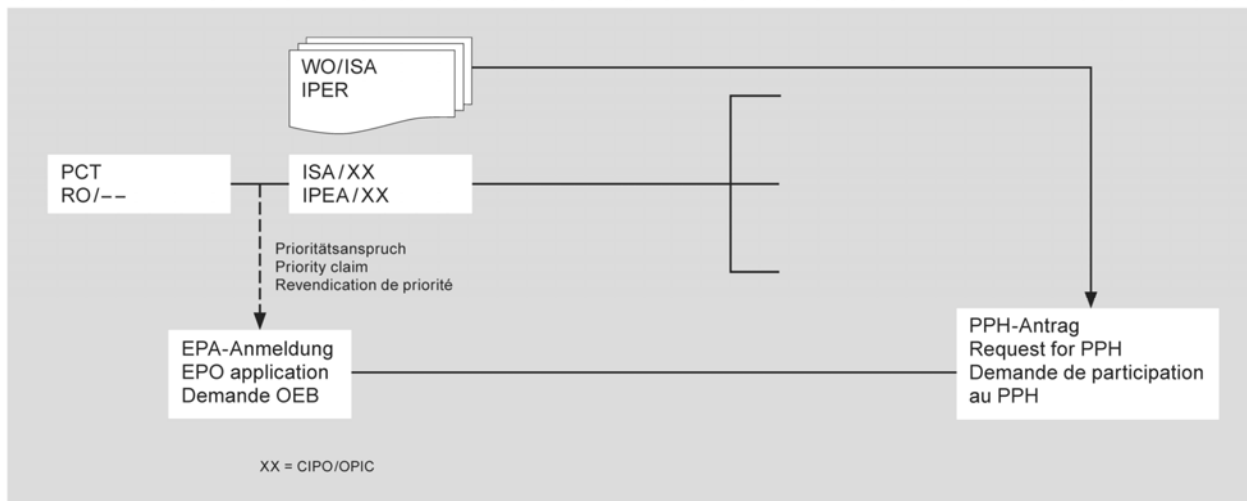 WO/ISA
IPER
PCT
RO/--
ISA/XX
IPEA/XX
Prioritätsanspruch
Priority claim
Revendication de priorité
EPA-Anmeldung
EPO application
Demande OEB
PPH-Antrag
Request for PPH
Demande de participation
au PPH
XX = CIPO/OPIC